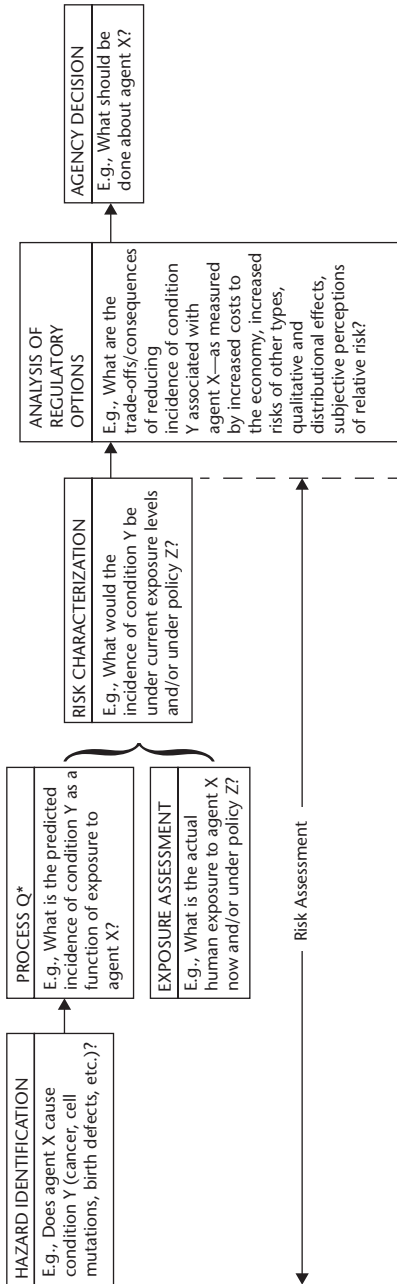 HAZARD IDENTIFICATION
E.g., Does agent X cause
condition Y (cancer, cell
mutations, birth defects, etc.)?
PROCESS Q*
E.g., What is the predicted
incidence of condition Y as a
function of exposure to
agent X?
EXPOSURE ASSESSMENT
E.g., What is the actual
human exposure to agent X
now and/or under policy Z?
RISK CHARACTERIZATION
E.g., What would the
incidence of condition Y be
under current exposure levels
and/or under policy Z?
ANALYSIS OF
REGULATORY
OPTIONS
E.g., What are the
trade-offs/consequences
of reducing
incidence of condition
Y associated with
agent X—as measured
by increased costs to
the economy, increased
risks of other types,
qualitative and
distributional effects,
subjective perceptions
of relative risk?
AGENCY DECISION
E.g., What should be
done about agent X?
Risk Assessment